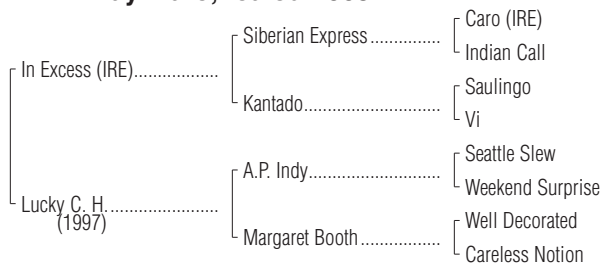 Caro (IRE)
Siberian Express
Indian Call
In Excess (IRE)
Saulingo
Kantado
Vi
Seattle Slew
A.P. Indy
Weekend Surprise
Lucky C. H.
(1997)
Well Decorated
Margaret Booth
Careless Notion